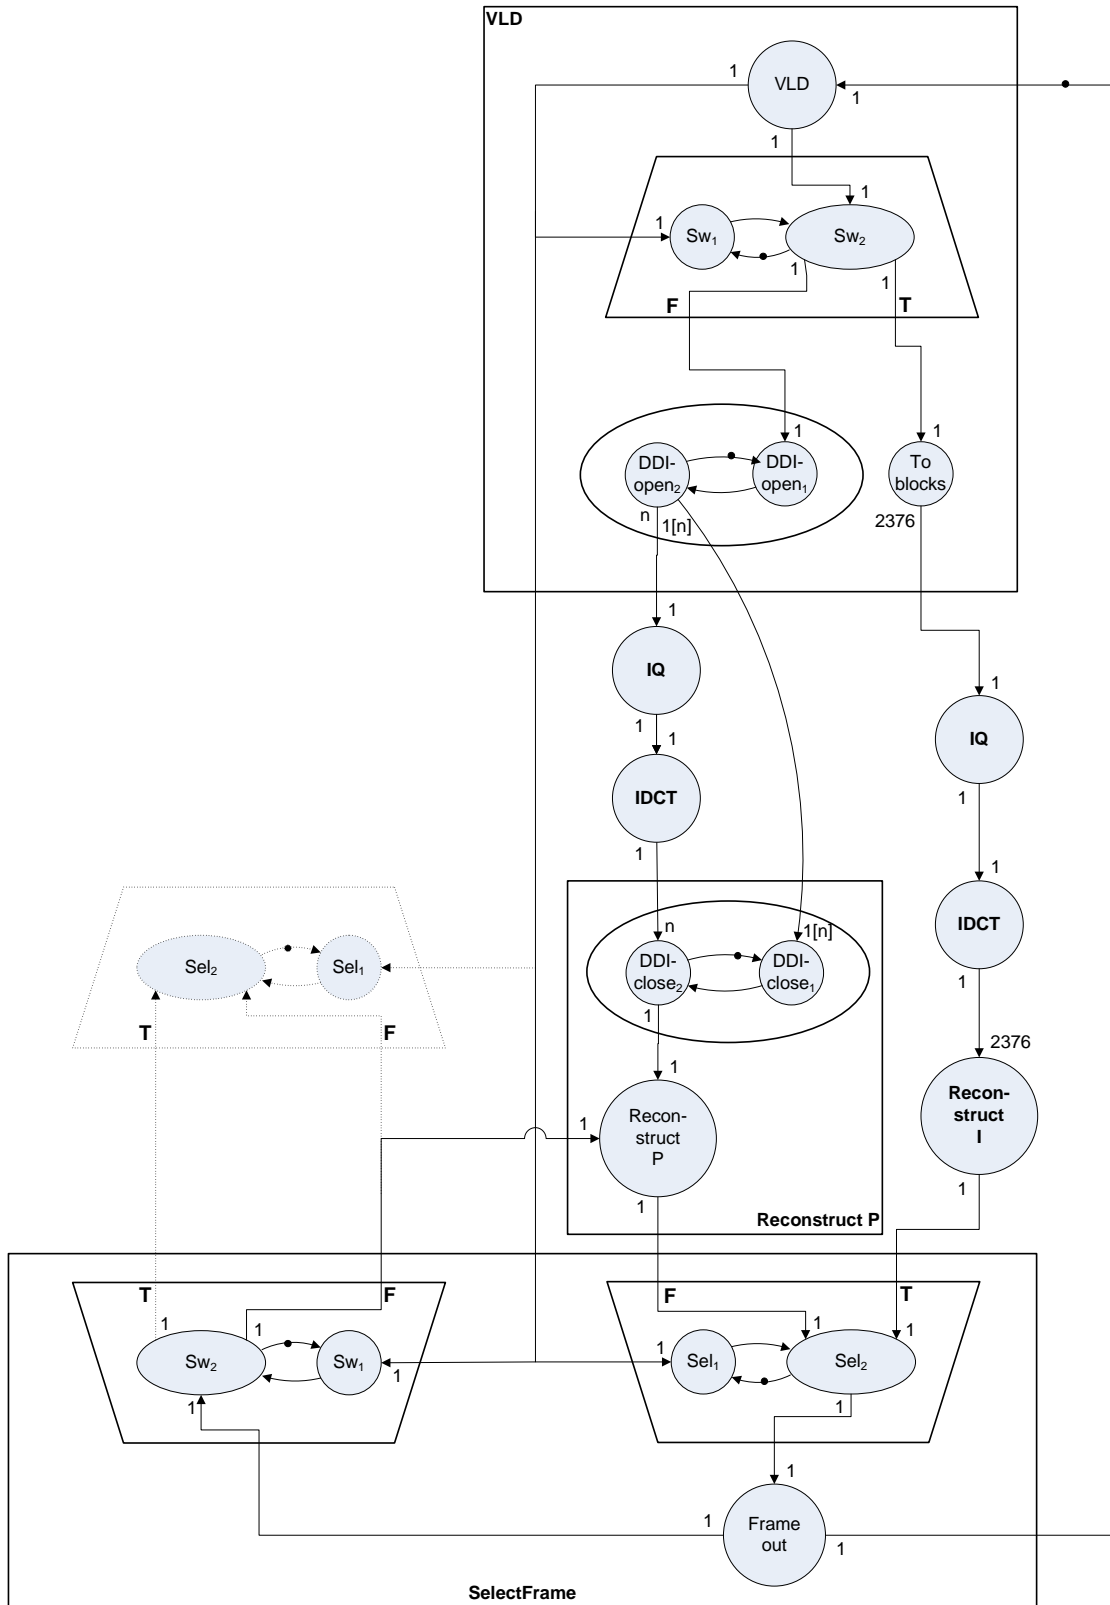 VLD
1
VLD
1
1
1
1
Sw₁
Sw₂
1
1
F
T
1
1
DDI-
open₂
DDI-
open₁
To
blocks
n
1[n]
2376
1
IQ
1
IQ
1
1
1
IDCT
1
1
IDCT
1
n
1[n]
DDI-
close₂
DDI-
close₁
Sel₂
Sel₁
T
F
1
1
2376
Recon-
struct
I
1
Recon-
struct
P
1
1
Reconstruct P
T
F
F
T
1
1
1
1
Sw₂
Sw₁
1
1
Sel₁
Sel₂
1
1
1
1
Frame
out
1
SelectFrame